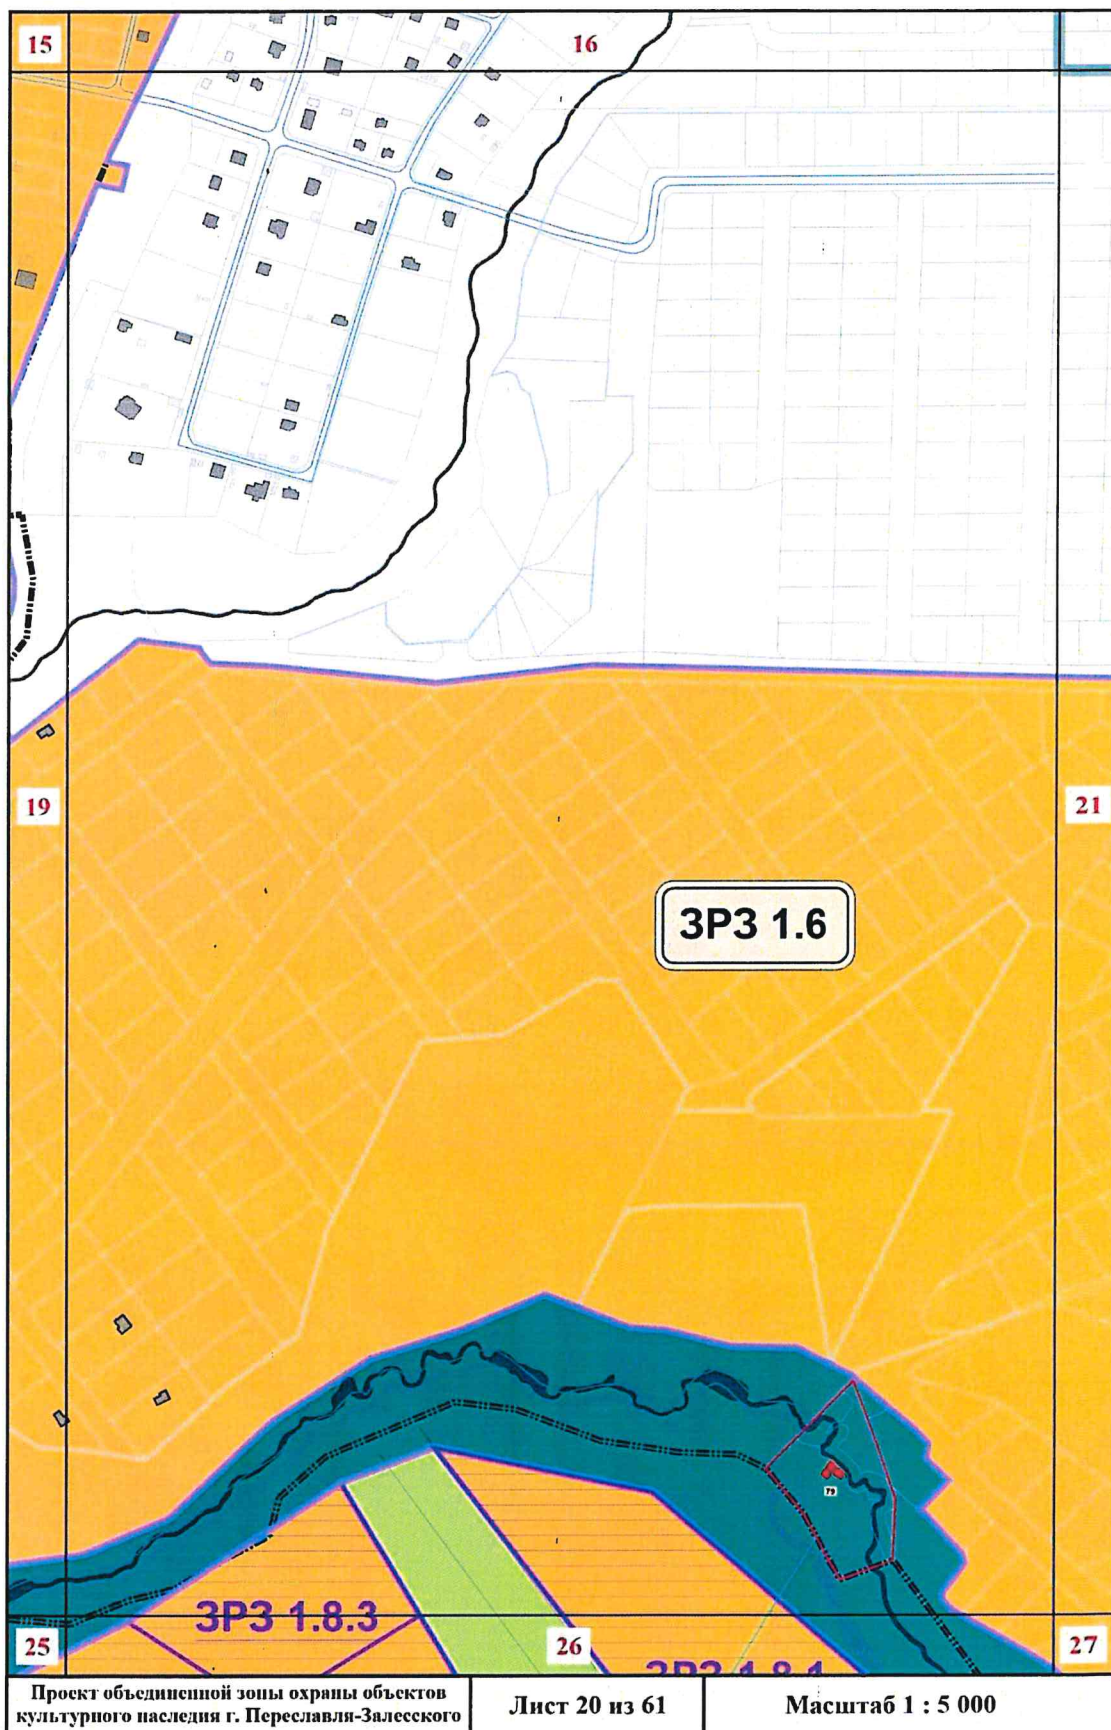 15
16
19
21
ЗРЗ 1.6
79
ЗРЗ 1.8.3
25
26
27
Проект объединенной зоны охраны объектов
культурного наследия г. Переславля-Залесского
Лист 20 из 61
Масштаб 1 : 5 000